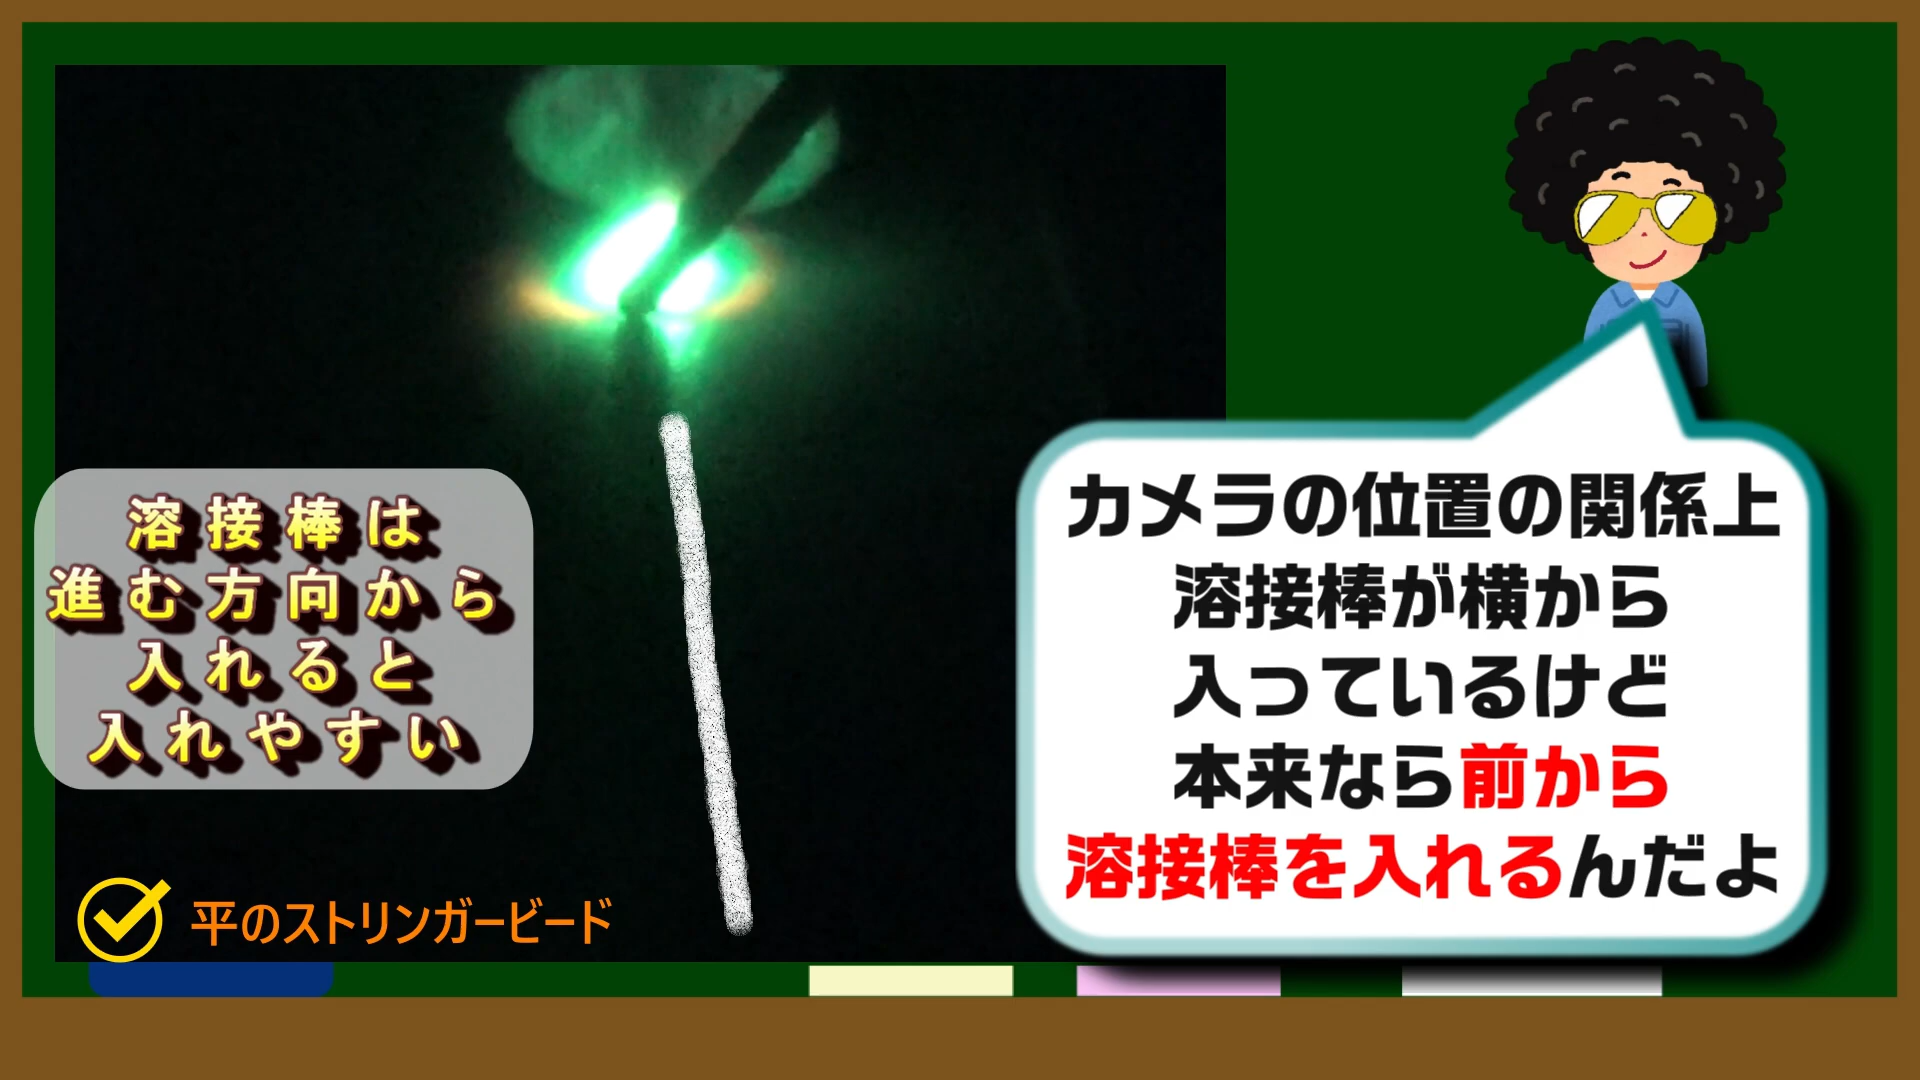 溶接棒は
進む方向から
入れると
入れやすい
カメラの位置の関係上
溶接棒が横から
入っているけど
本来なら前から
溶接棒を入れるんだよ
平のストリンガービード